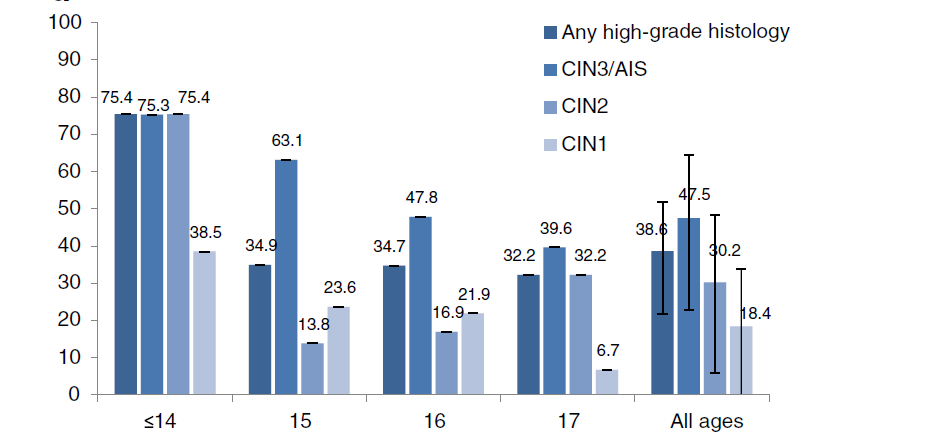 100
90
80
70
60
50
40
30
20
10
0
Any high-grade histology
CIN3/AIS
CIN2
CIN1
75.4 75.3 75.4 38.5
34.9 63.1 13.8 23.6
34.7 47.8 16.9 21.9
32.2 39.6 32.2 6.7
38.6 47.5 30.2 18.4
≤14 15 16 17 All ages